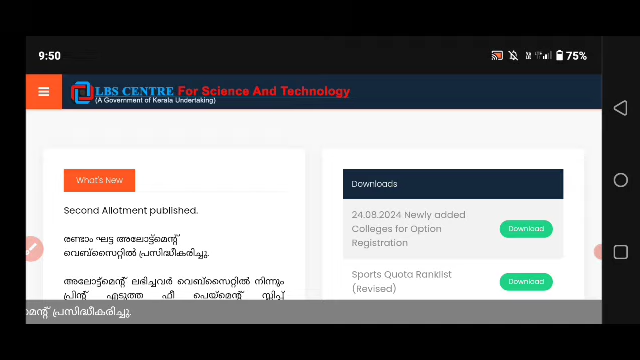 9:50
75%
LBS CENTRE For Science And Technology
(A Government of Kerala Undertaking)
What's New
Second Allotment published.
രണ്ടാം ഘട്ട അലോട്ട്മെന്റ്
വെബ്സൈറ്റിൽ പ്രസിദ്ധീകരിച്ചു.
അലോട്ട്മെന്റ് ലഭിച്ചവർ വെബ്സൈറ്റിൽ നിന്നും
പ്രിന്റ് എടുത്ത ഫീ പെയ്മെന്റ് സ്ലിപ്പ്
Downloads
24.08.2024 Newly added
Colleges for Option
Registration
Download
Sports Quota Ranklist
(Revised)
Download
പ്രസിദ്ധീകരിച്ചു.